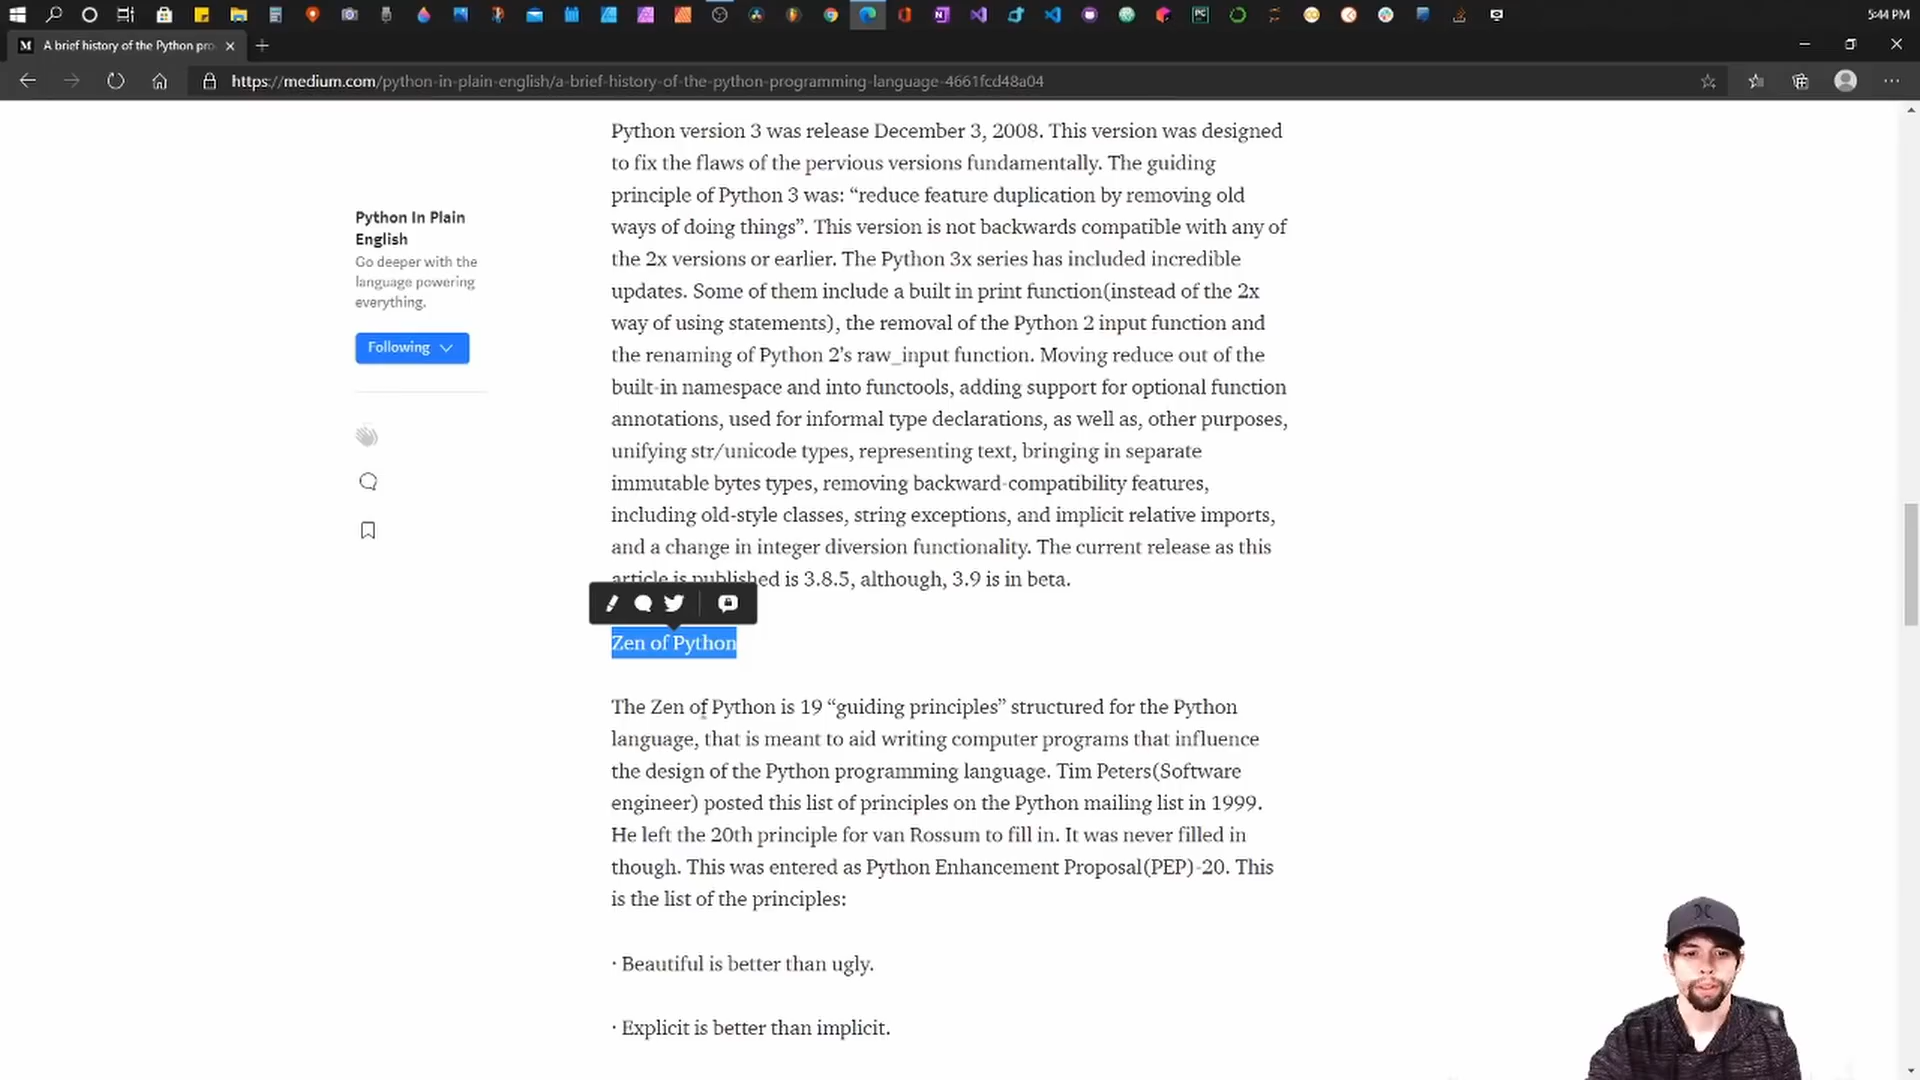 5:44 PM
M A brief history of the Python pro
https://medium.com/python-in-plain-english/a-brief-history-of-the-python-programming-language-4661fcd48a04
Python In Plain
English
Go deeper with the
language powering
everything.
Following
Python version 3 was release December 3, 2008. This version was designed
to fix the flaws of the pervious versions fundamentally. The guiding
principle of Python 3 was: “reduce feature duplication by removing old
ways of doing things”. This version is not backwards compatible with any of
the 2x versions or earlier. The Python 3x series has included incredible
updates. Some of them include a built in print function(instead of the 2x
way of using statements), the removal of the Python 2 input function and
the renaming of Python 2’s raw_input function. Moving reduce out of the
built-in namespace and into functools, adding support for optional function
annotations, used for informal type declarations, as well as, other purposes,
unifying str/unicode types, representing text, bringing in separate
immutable bytes types, removing backward-compatibility features,
including old-style classes, string exceptions, and implicit relative imports,
and a change in integer diversion functionality. The current release as this
article is published is 3.8.5, although, 3.9 is in beta.
Zen of Python
The Zen of Python is 19 “guiding principles” structured for the Python
language, that is meant to aid writing computer programs that influence
the design of the Python programming language. Tim Peters(Software
engineer) posted this list of principles on the Python mailing list in 1999.
He left the 20th principle for van Rossum to fill in. It was never filled in
though. This was entered as Python Enhancement Proposal(PEP)-20. This
is the list of the principles:
· Beautiful is better than ugly.
· Explicit is better than implicit.